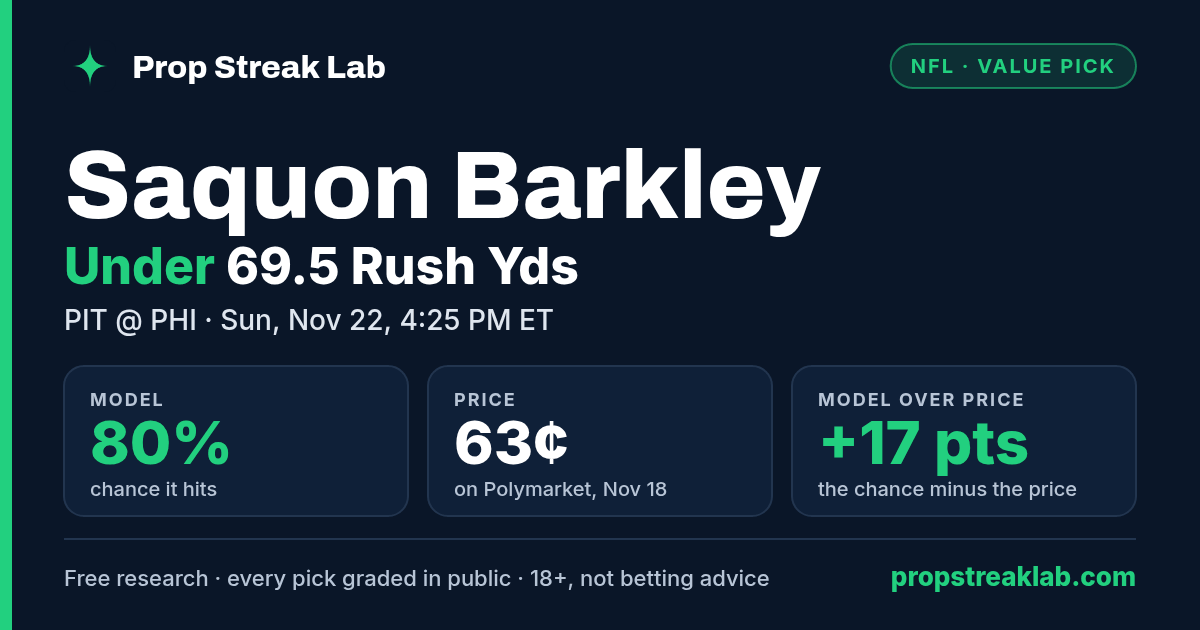 Prop Streak Lab
NFL · VALUE PICK
Saquon Barkley
Under 69.5 Rush Yds
PIT @ PHI · Sun, Nov 22, 4:25 PM ET
MODEL
80%
chance it hits
PRICE
63¢
on Polymarket, Nov 18
MODEL OVER PRICE
+17 pts
the chance minus the price
Free research · every pick graded in public · 18+, not betting advice
propstreaklab.com